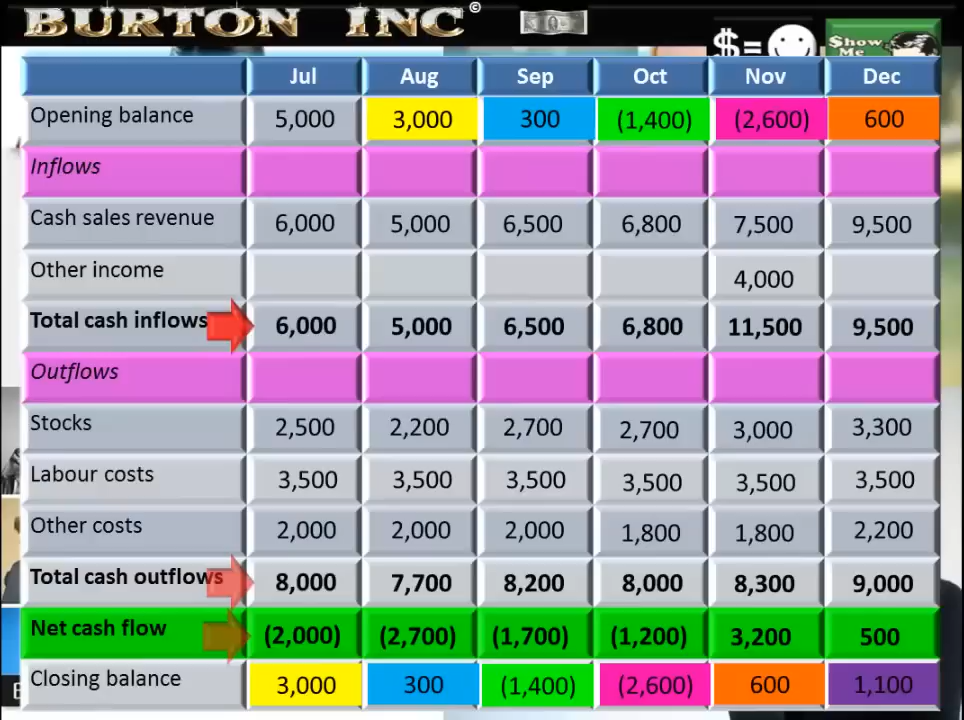 BURTON INC ©
$= Show Me
Jul Aug Sep Oct Nov Dec
Opening balance 5,000 3,000 300 (1,400) (2,600) 600
Inflows
Cash sales revenue 6,000 5,000 6,500 6,800 7,500 9,500
Other income 4,000
Total cash inflows 6,000 5,000 6,500 6,800 11,500 9,500
Outflows
Stocks 2,500 2,200 2,700 2,700 3,000 3,300
Labour costs 3,500 3,500 3,500 3,500 3,500 3,500
Other costs 2,000 2,000 2,000 1,800 1,800 2,200
Total cash outflows 8,000 7,700 8,200 8,000 8,300 9,000
Net cash flow (2,000) (2,700) (1,700) (1,200) 3,200 500
Closing balance 3,000 300 (1,400) (2,600) 600 1,100